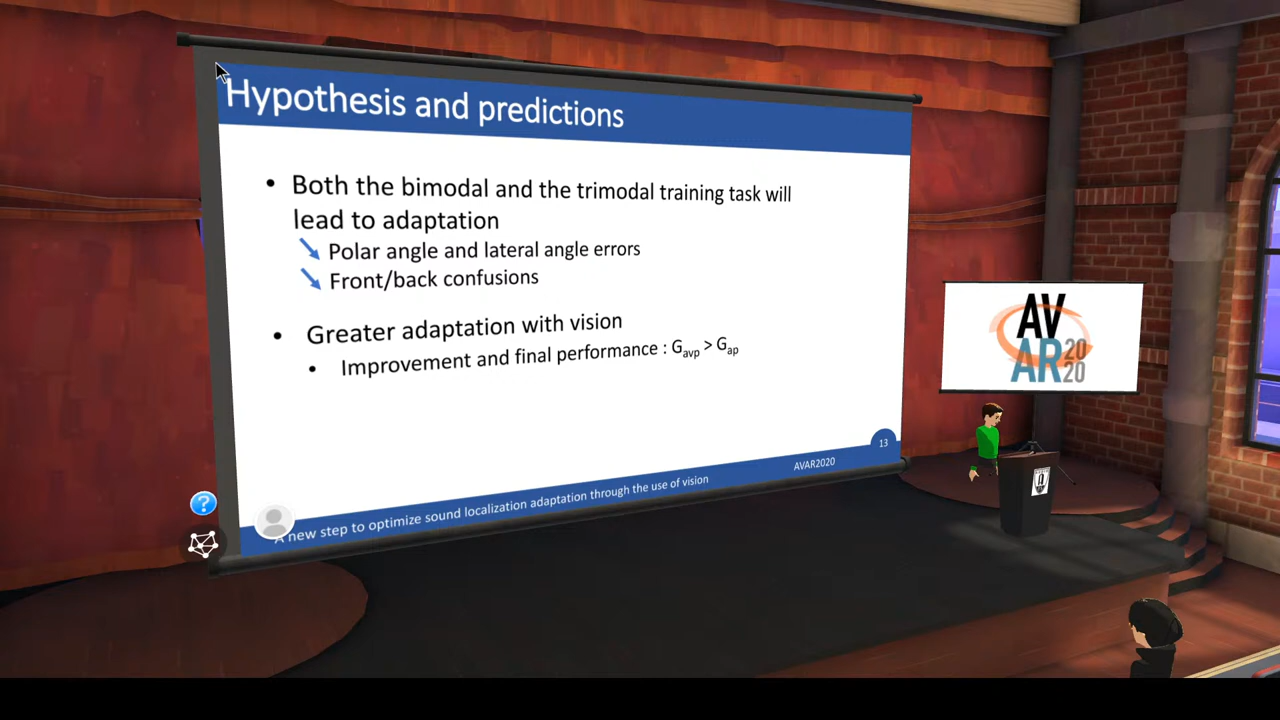 Hypothesis and predictions
• Both the bimodal and the trimodal training task will
lead to adaptation
↘ Polar angle and lateral angle errors
↘ Front/back confusions
• Greater adaptation with vision
• Improvement and final performance : Gavp > Gap
13
AVAR2020
A new step to optimize sound localization adaptation through the use of vision
AV
AR 20
20
?